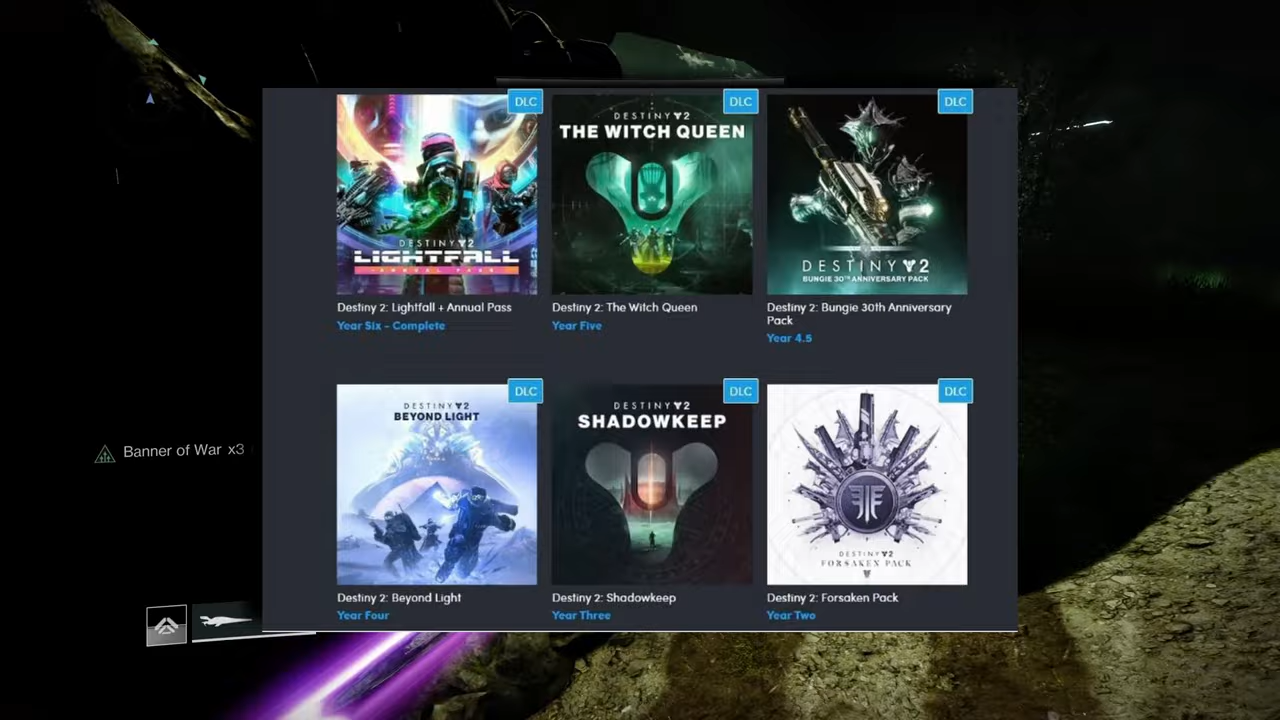 DLC
DESTINY 2
LIGHTFALL
ANNUAL PASS
Destiny 2: Lightfall + Annual Pass
Year Six - Complete
DLC
DESTINY 2
THE WITCH QUEEN
Destiny 2: The Witch Queen
Year Five
DLC
DESTINY 2
BUNGIE 30TH ANNIVERSARY PACK
Destiny 2: Bungie 30th Anniversary
Pack
Year 4.5
Banner of War x3
DLC
DESTINY 2
BEYOND LIGHT
Destiny 2: Beyond Light
Year Four
DLC
DESTINY 2
SHADOWKEEP
Destiny 2: Shadowkeep
Year Three
DLC
DESTINY 2
FORSAKEN PACK
Destiny 2: Forsaken Pack
Year Two